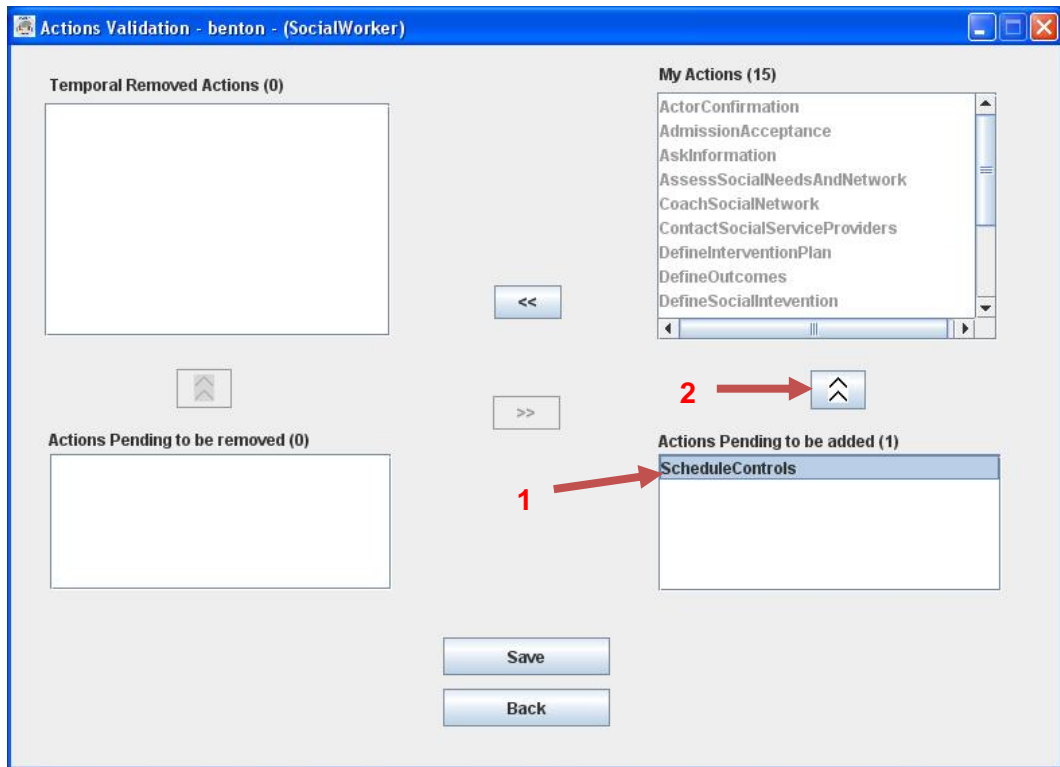 Actions Validation - benton - (SocialWorker)
Temporal Removed Actions (0)
My Actions (15)
ActorConfirmation
AdmissionAcceptance
AskInformation
AssessSocialNeedsAndNetwork
CoachSocialNetwork
ContactSocialServiceProviders
DefineInterventionPlan
DefineOutcomes
DefineSocialIntevention
<<
2
>>
Actions Pending to be removed (0)
Actions Pending to be added (1)
ScheduleControls
1
Save
Back